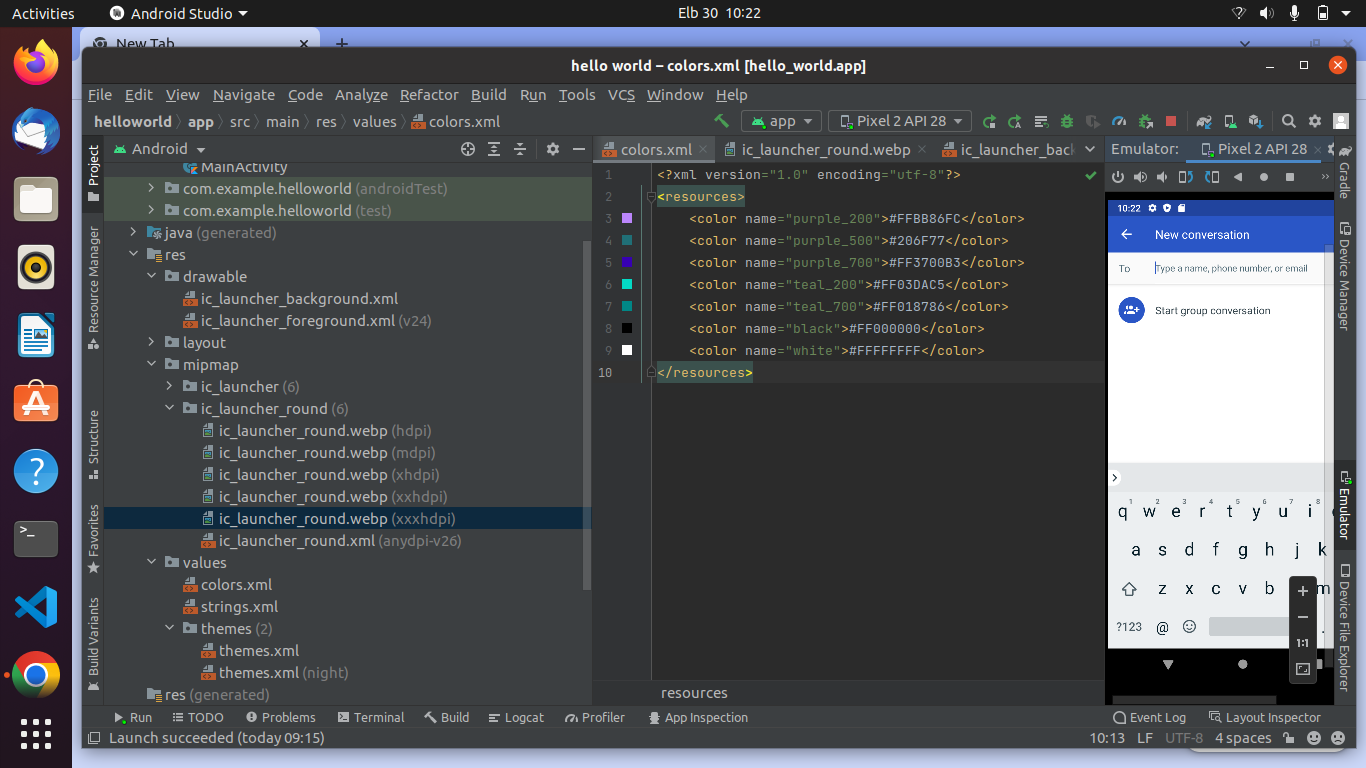 Activities
Android Studio
Elb 30 10:22
New Tab
hello world – colors.xml [hello_world.app]
File Edit View Navigate Code Analyze Refactor Build Run Tools VCS Window Help
helloworld app src main res values colors.xml
app
Pixel 2 API 28
Project
Resource Manager
Structure
Favorites
Build Variants
Android
MainActivity
com.example.helloworld (androidTest)
com.example.helloworld (test)
java (generated)
res
drawable
ic_launcher_background.xml
ic_launcher_foreground.xml (v24)
layout
mipmap
ic_launcher (6)
ic_launcher_round (6)
ic_launcher_round.webp (hdpi)
ic_launcher_round.webp (mdpi)
ic_launcher_round.webp (xhdpi)
ic_launcher_round.webp (xxhdpi)
ic_launcher_round.webp (xxxhdpi)
ic_launcher_round.xml (anydpi-v26)
values
colors.xml
strings.xml
themes (2)
themes.xml
themes.xml (night)
res (generated)
colors.xml ic_launcher_round.webp ic_launcher_bac
1 <?xml version="1.0" encoding="utf-8"?>
2 <resources>
3 <color name="purple_200">#FFBB86FC</color>
4 <color name="purple_500">#206F77</color>
5 <color name="purple_700">#FF3700B3</color>
6 <color name="teal_200">#FF03DAC5</color>
7 <color name="teal_700">#FF018786</color>
8 <color name="black">#FF000000</color>
9 <color name="white">#FFFFFFFF</color>
10 </resources>
resources
Emulator: Pixel 2 API 28
10:22
New conversation
To Type a name, phone number, or email
Start group conversation
1 2 3 4 5 6 7 8
q w e r t y u i
a s d f g h j k
z x c v b m
?123 @ .
1:1
Gradle
Device Manager
Emulator
Device File Explorer
Run TODO Problems Terminal Build Logcat Profiler App Inspection
Event Log Layout Inspector
Launch succeeded (today 09:15)
10:13 LF UTF-8 4 spaces